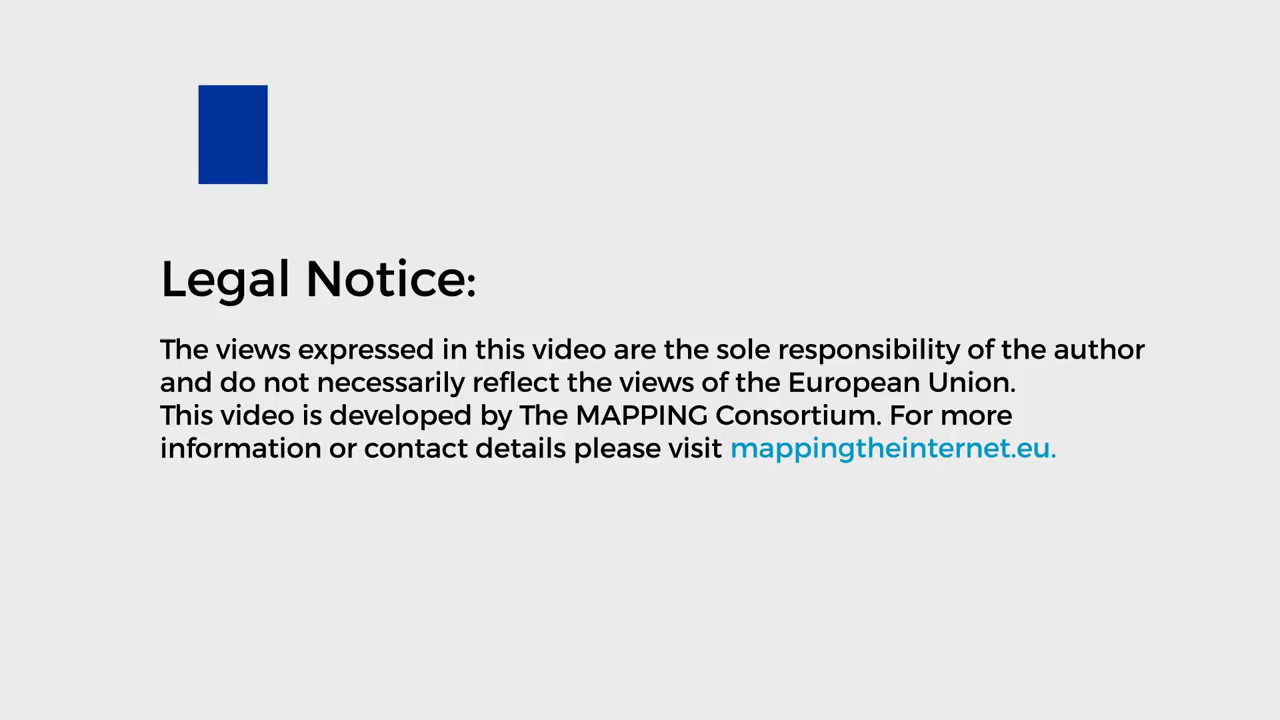 Legal Notice:
The views expressed in this video are the sole responsibility of the author
and do not necessarily reflect the views of the European Union.
This video is developed by The MAPPING Consortium. For more
information or contact details please visit mappingtheinternet.eu.